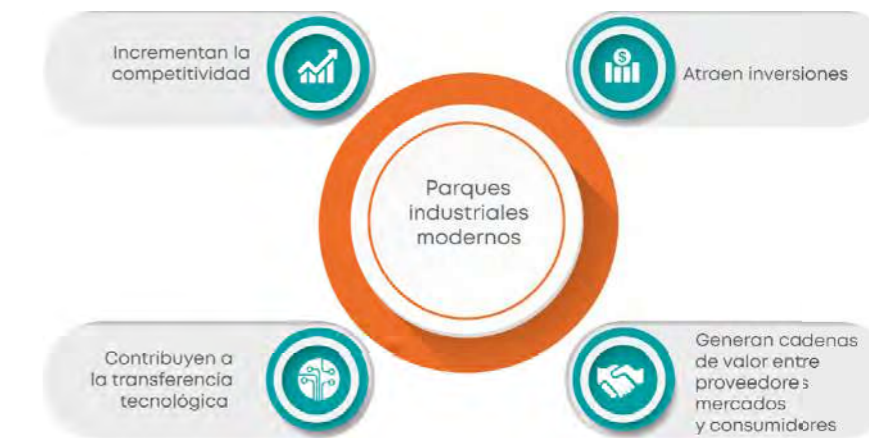 Incrementan la
competitividad
$
Atraen inversiones
Parques
industriales
modernos
Contribuyen a
la transferencia
tecnológica
Generan cadenas
de valor entre
proveedores
mercados
y consumidores